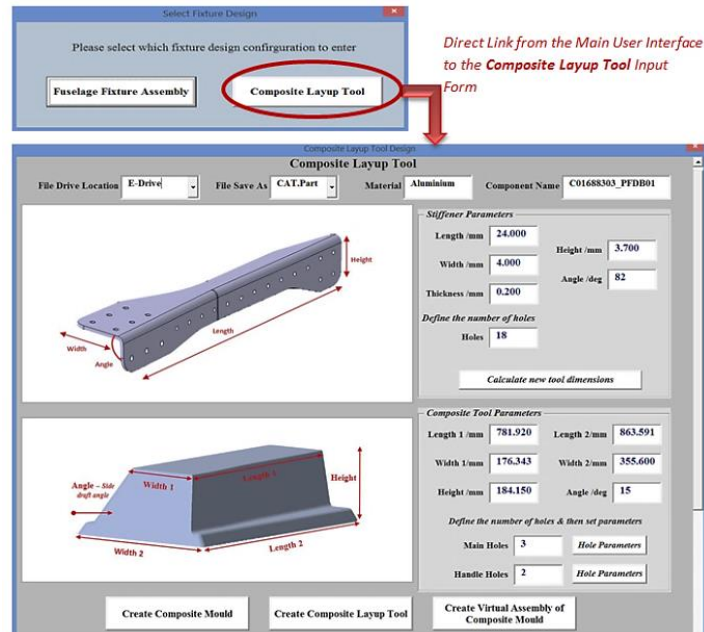 Select Fixture Design
Please select which fixture design confirguration to enter
Fuselage Fixture Assembly
Composite Layup Tool
Direct Link from the Main User Interface
to the Composite Layup Tool Input
Form
Composite Layup Tool Design
Composite Layup Tool
File Drive Location E-Drive File Save As CAT.Part Material Aluminium Component Name C01688303_PFDB01
Height
Length
Width
Angle
Stiffener Parameters
Length /mm 24.000
Height /mm 3.700
Width /mm 4.000
Angle /deg 82
Thickness /mm 0.200
Define the number of holes
Holes 18
Calculate new tool dimensions
Angle – Side
draft angle
Width 1
Length 1
Height
Width 2
Length 2
Composite Tool Parameters
Length 1 /mm 781.920 Length 2/mm 863.591
Width 1/mm 176.343 Width 2/mm 355.600
Height /mm 184.150 Angle /deg 15
Define the number of holes & then set parameters
Main Holes 3 Hole Parameters
Handle Holes 2 Hole Parameters
Create Composite Mould
Create Composite Layup Tool
Create Virtual Assembly of
Composite Mould